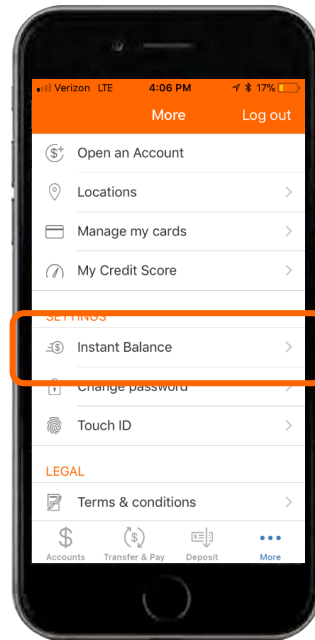 Verizon LTE 4:06 PM 17%
More Log out
Open an Account
Locations
Manage my cards
My Credit Score
SETTINGS
Instant Balance
Change password
Touch ID
LEGAL
Terms & conditions
Accounts Transfer & Pay Deposit More